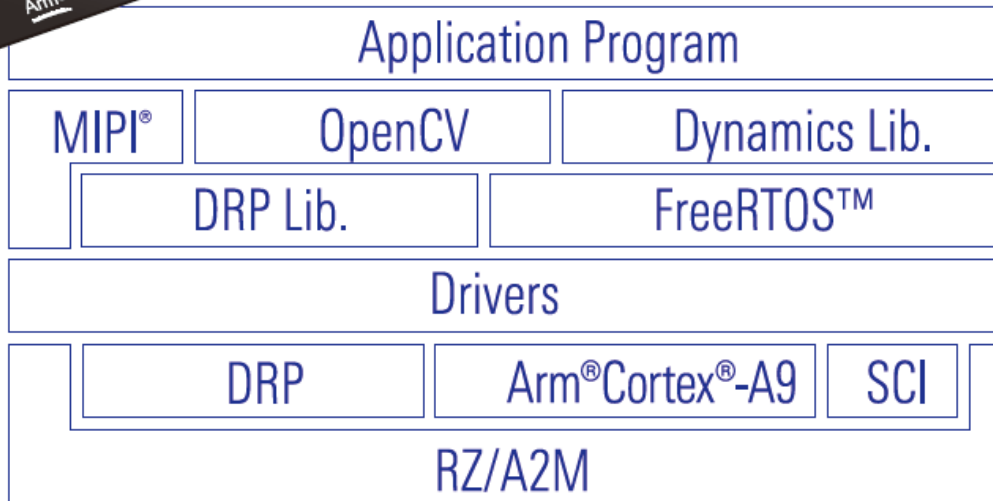 Application Program
MIPI® OpenCV Dynamics Lib.
DRP Lib. FreeRTOS™
Drivers
DRP Arm®Cortex®-A9 SCI
RZ/A2M